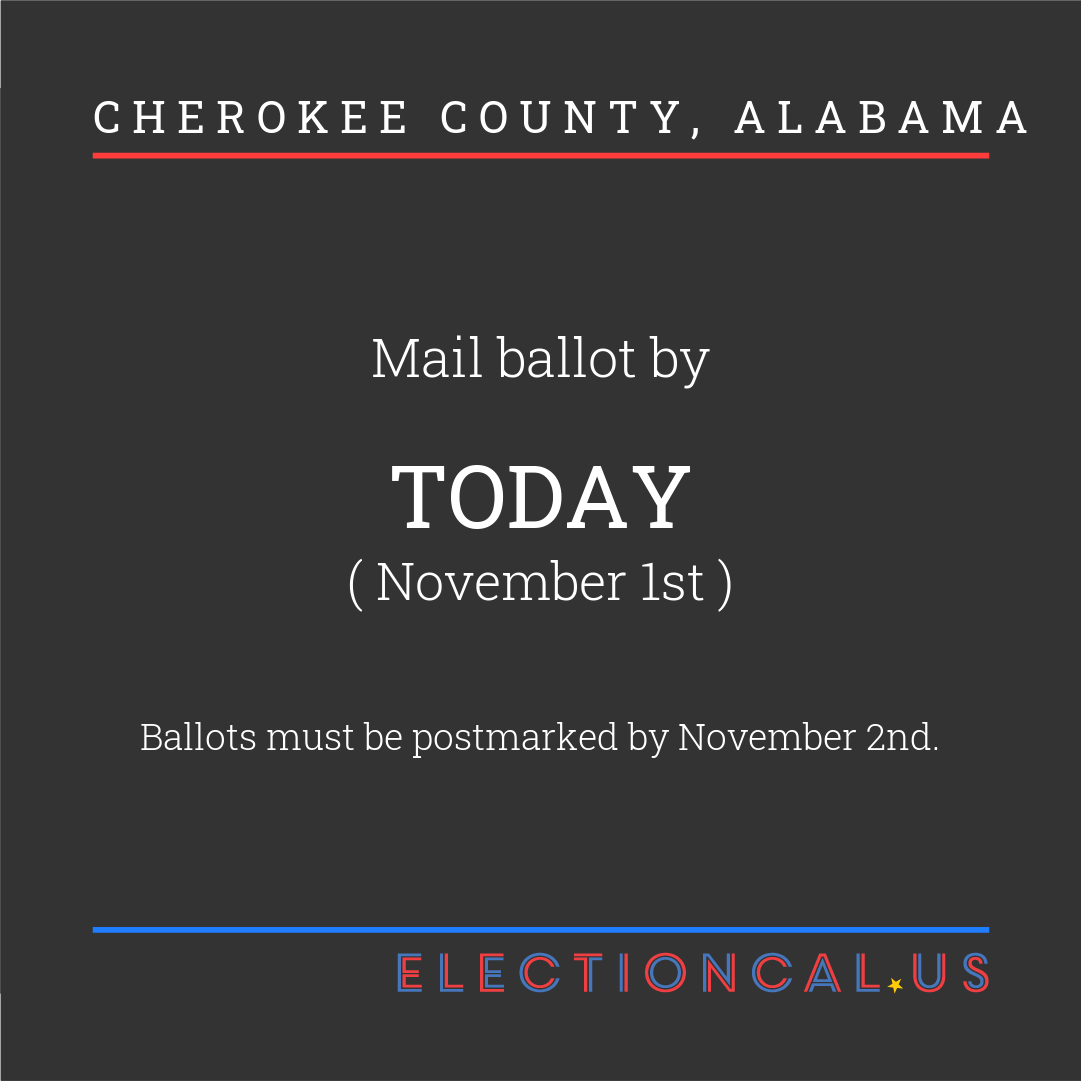 CHEROKEE COUNTY, ALABAMA
Mail ballot by
TODAY
( November 1st )
Ballots must be postmarked by November 2nd.
ELECTIONCAL.US